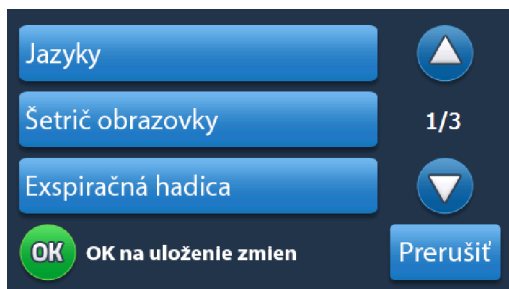 Jazyky
Šetrič obrazovky
1/3
Exspiračná hadica
OK OK na uloženie zmien
Prerušiť